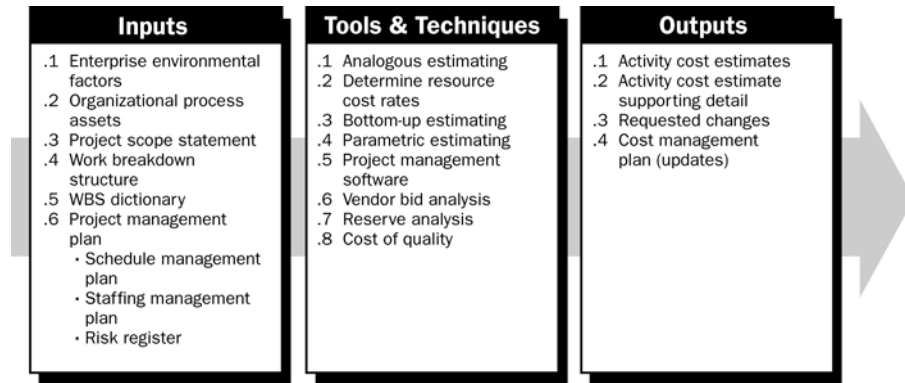 Inputs
.1 Enterprise environmental
factors
.2 Organizational process
assets
.3 Project scope statement
.4 Work breakdown
structure
.5 WBS dictionary
.6 Project management
plan
· Schedule management
plan
· Staffing management
plan
· Risk register
Tools & Techniques
.1 Analogous estimating
.2 Determine resource
cost rates
.3 Bottom-up estimating
.4 Parametric estimating
.5 Project management
software
.6 Vendor bid analysis
.7 Reserve analysis
.8 Cost of quality
Outputs
.1 Activity cost estimates
.2 Activity cost estimate
supporting detail
.3 Requested changes
.4 Cost management
plan (updates)